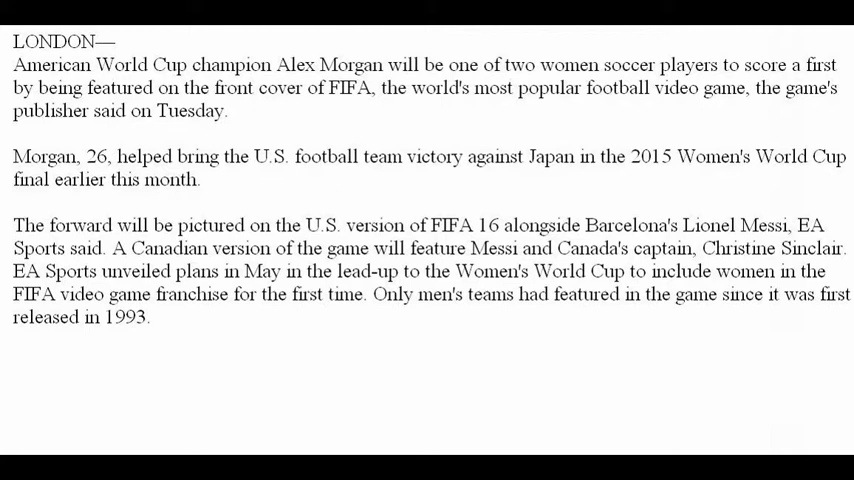 LONDON—
American World Cup champion Alex Morgan will be one of two women soccer players to score a first
by being featured on the front cover of FIFA, the world's most popular football video game, the game's
publisher said on Tuesday.
Morgan, 26, helped bring the U.S. football team victory against Japan in the 2015 Women's World Cup
final earlier this month.
The forward will be pictured on the U.S. version of FIFA 16 alongside Barcelona's Lionel Messi, EA
Sports said. A Canadian version of the game will feature Messi and Canada's captain, Christine Sinclair.
EA Sports unveiled plans in May in the lead-up to the Women's World Cup to include women in the
FIFA video game franchise for the first time. Only men's teams had featured in the game since it was first
released in 1993.